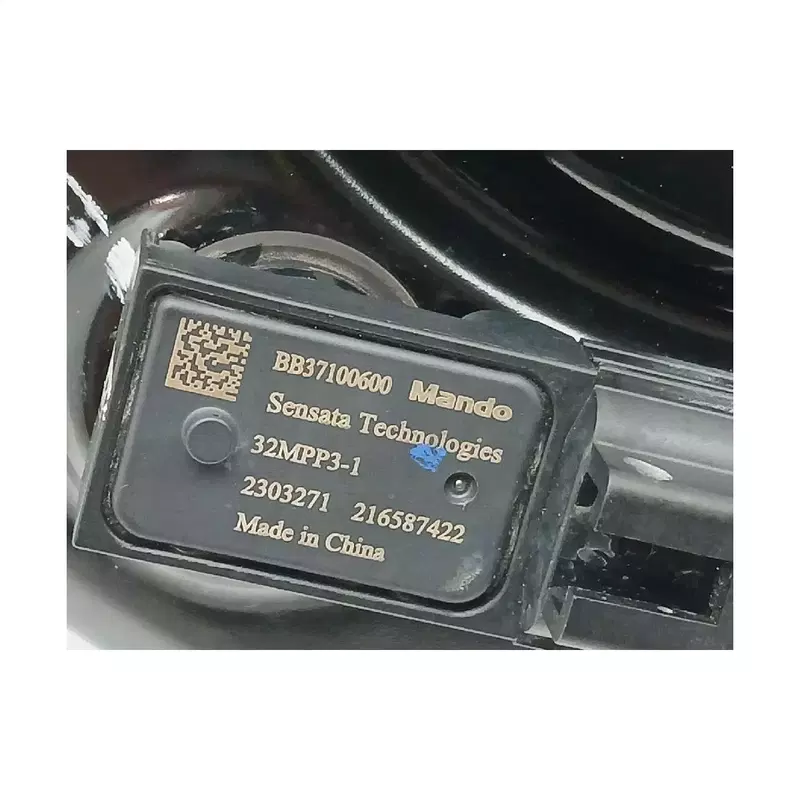 BB37100600 Mando
Sensata Technologies
32MPP3-1
2303271 216587422
Made in China